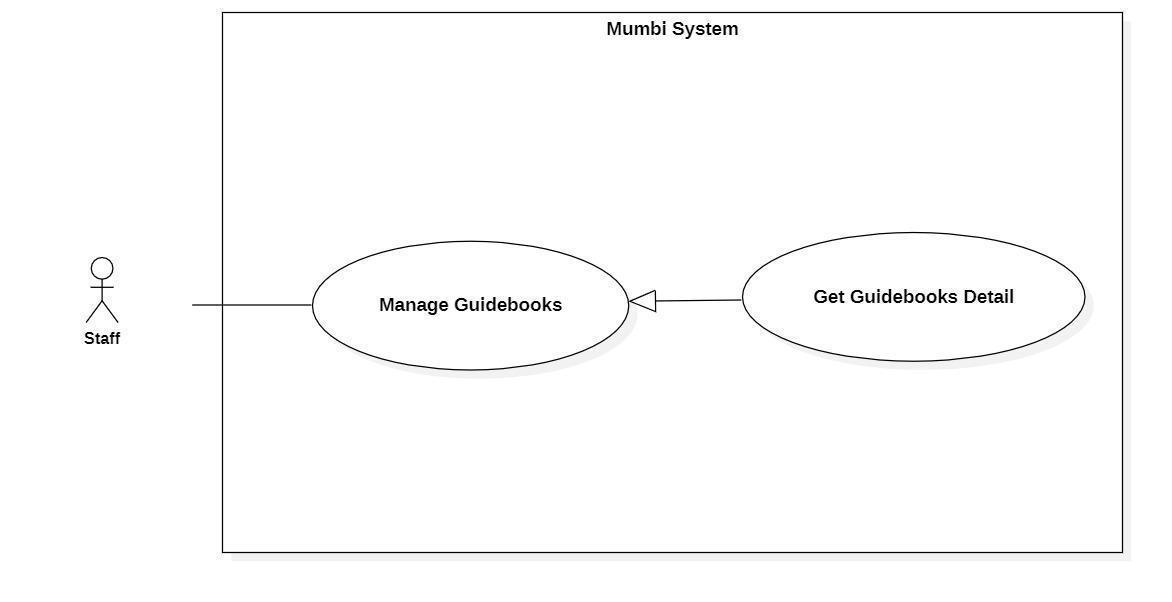 Mumbi System
Staff
Manage Guidebooks
Get Guidebooks Detail